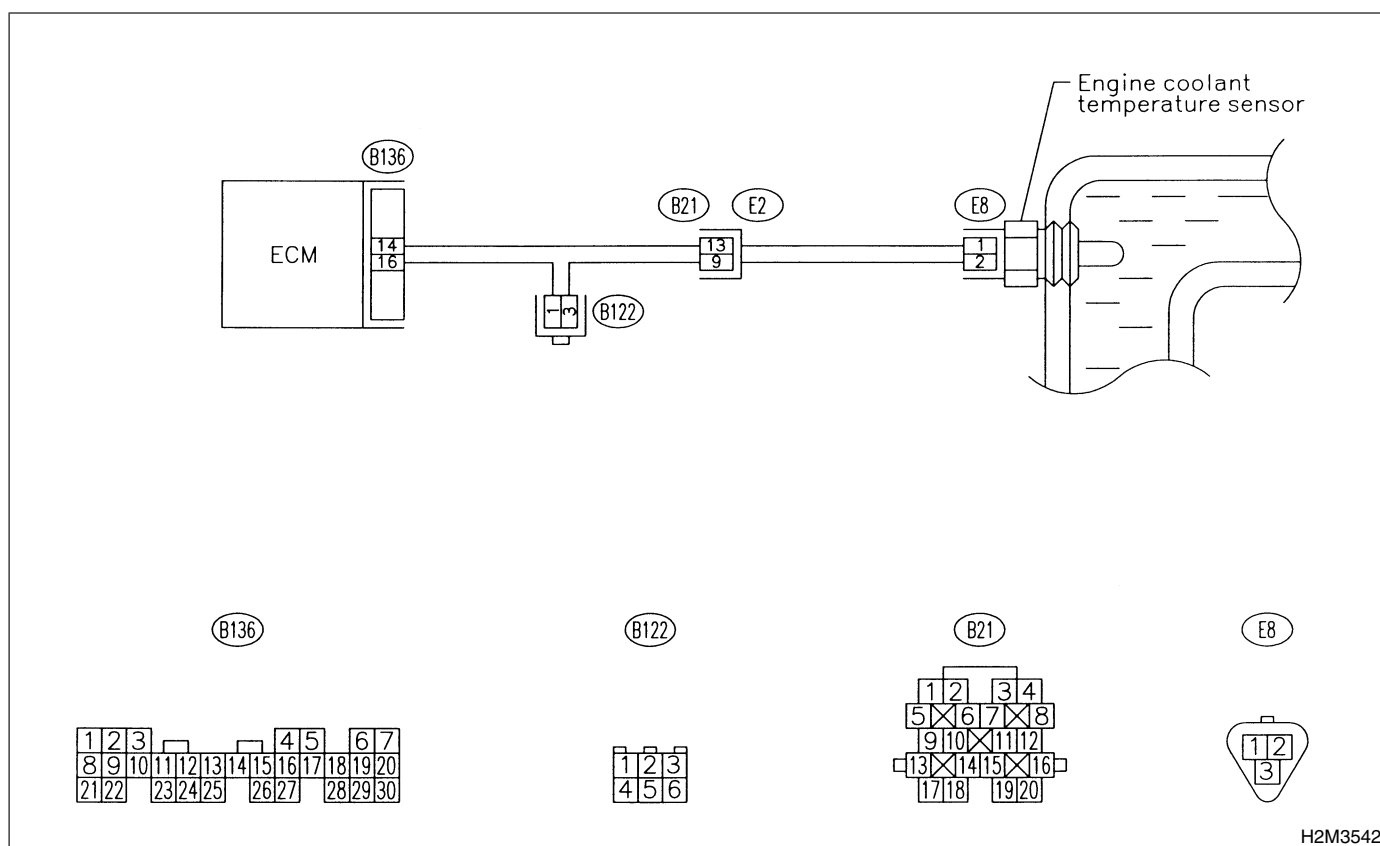 Engine coolant
temperature sensor
B136
B21 E2 E8
ECM
14 13 1
16 9 2
1 3 B122
B136 B122 B21 E8
1 2 3 4 5 6 7
8 9 10 11 12 13 14 15 16 17 18 19 20
21 22 23 24 25 26 27 28 29 30
1 2 3
4 5 6
1 2 3 4
5 6 7 8
9 10 11 12
13 14 15 16
17 18 19 20
1 2
3
H2M3542